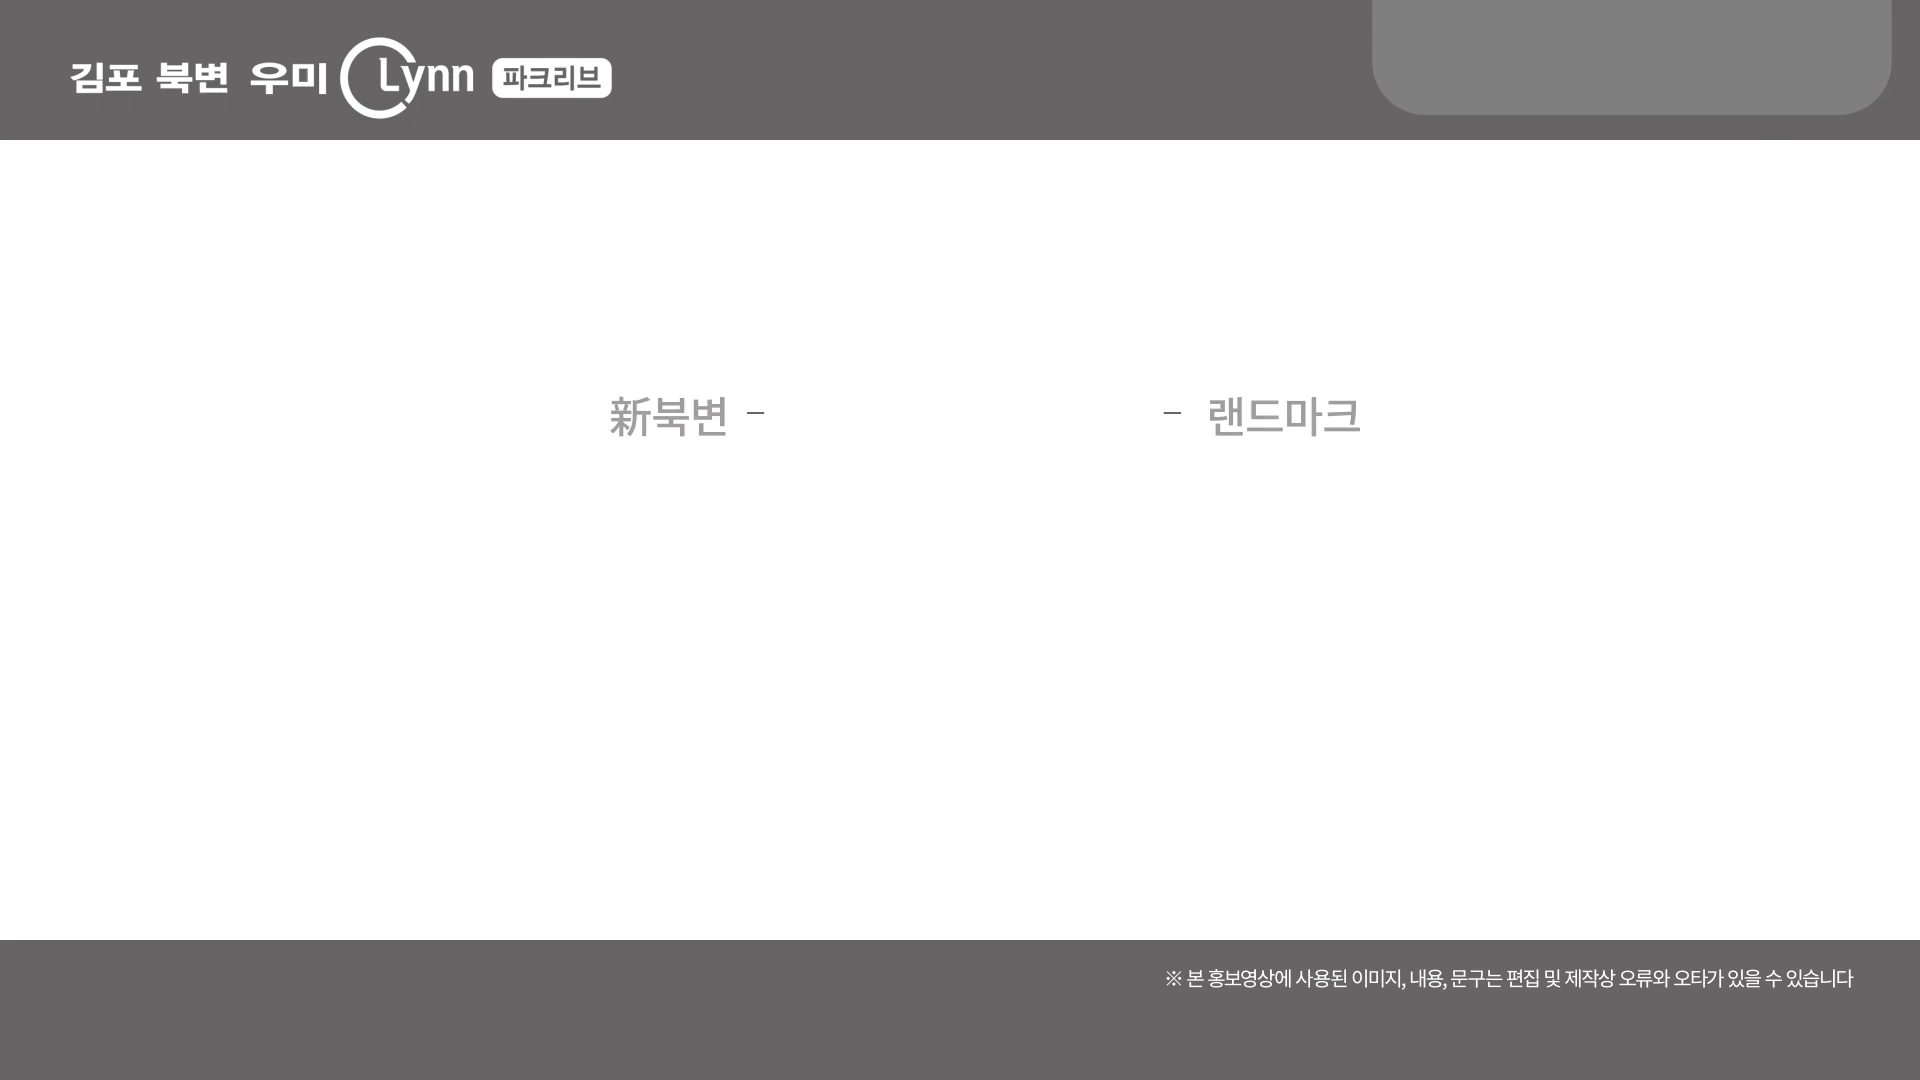 김포 북변 우미 Lynn 파크리브
新북변 – – 랜드마크
※ 본 홍보영상에 사용된 이미지, 내용, 문구는 편집 및 제작상 오류와 오타가 있을 수 있습니다